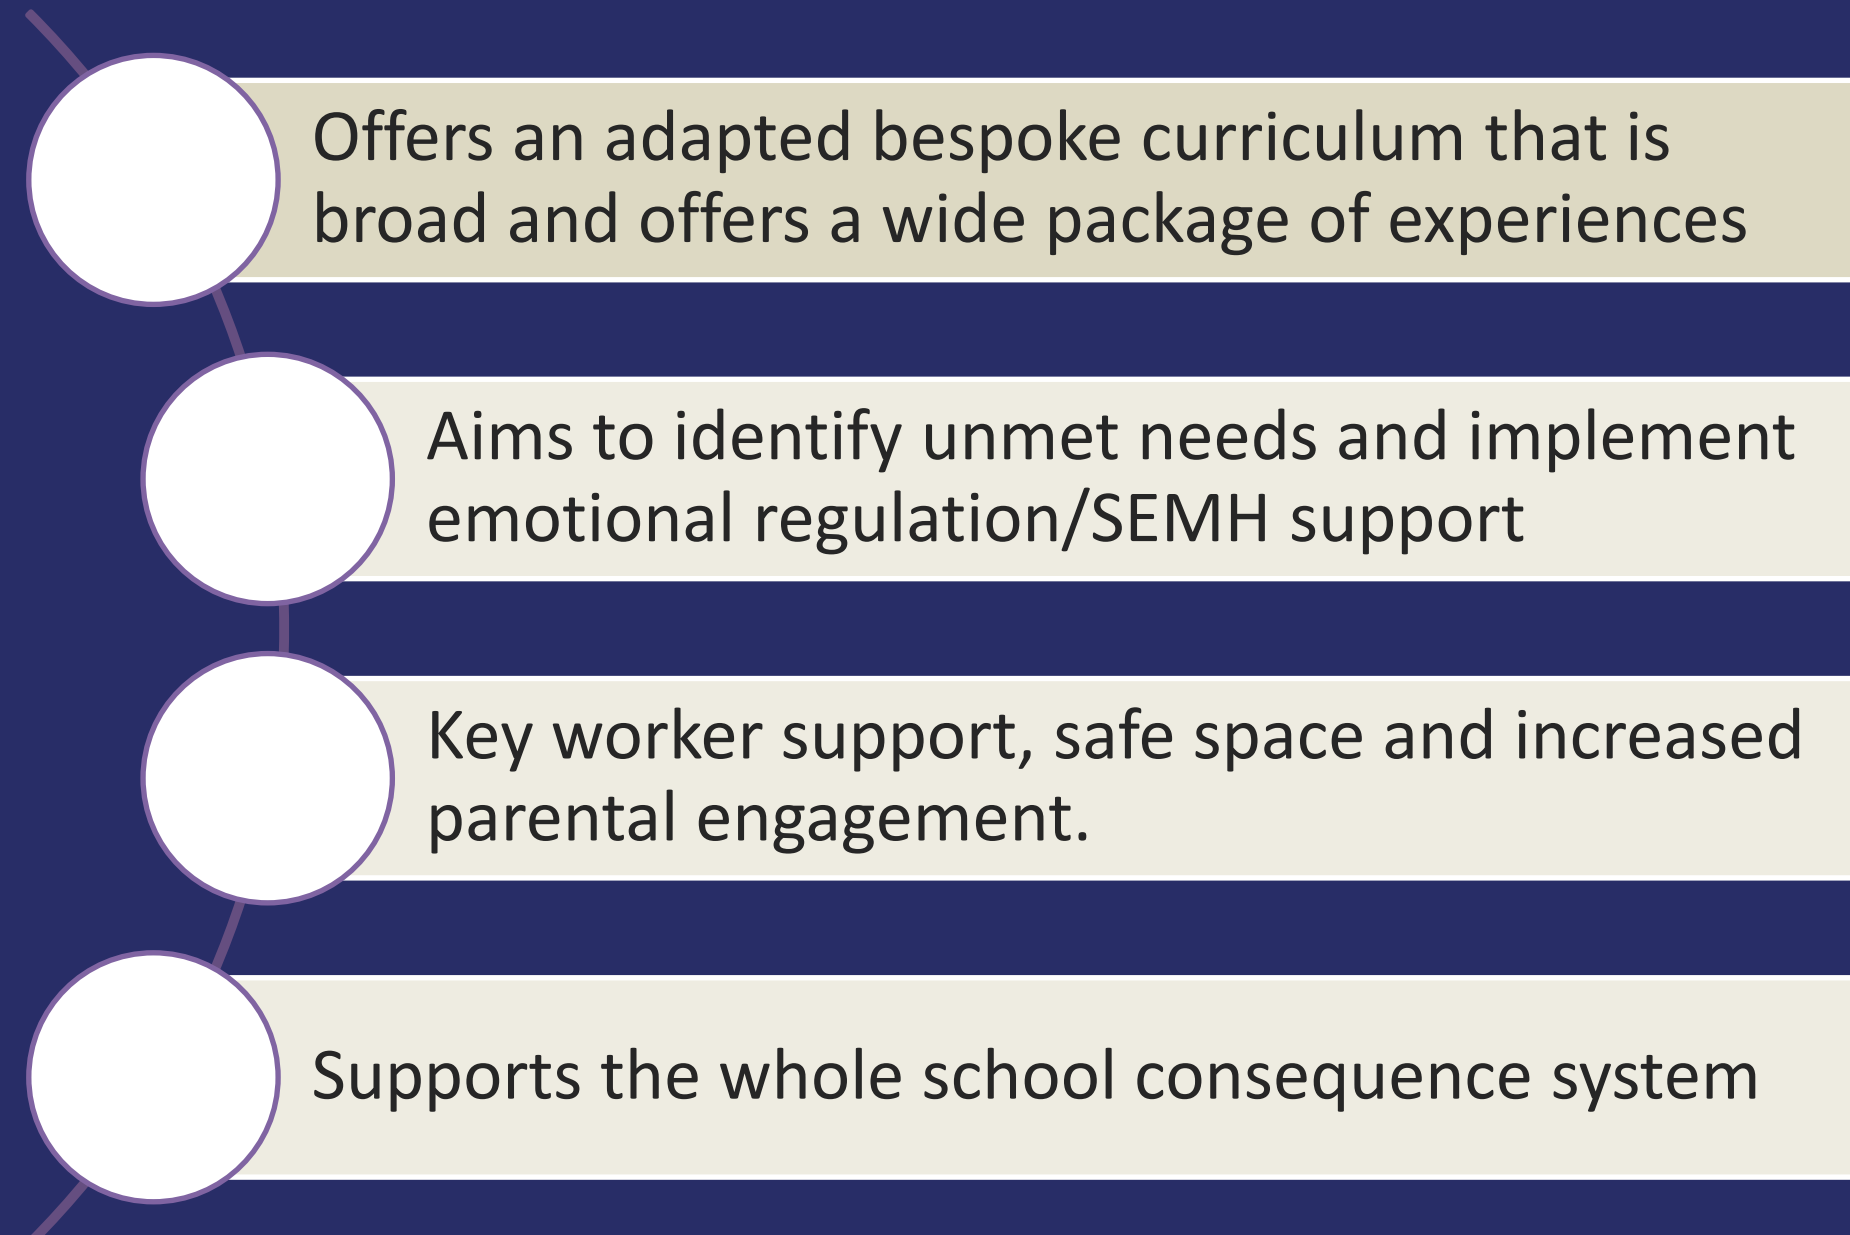 Offers an adapted bespoke curriculum that is
broad and offers a wide package of experiences
Aims to identify unmet needs and implement
emotional regulation/SEMH support
Key worker support, safe space and increased
parental engagement.
Supports the whole school consequence system